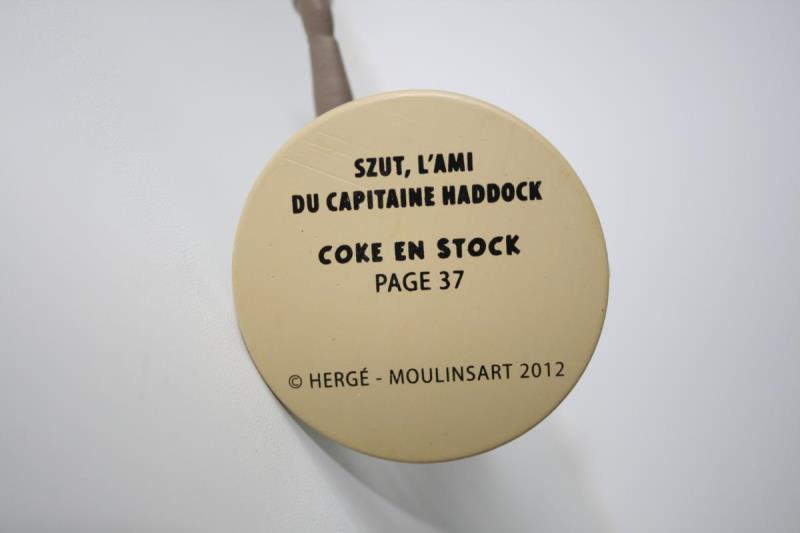 SZUT, L'AMI
DU CAPITAINE HADDOCK
COKE EN STOCK
PAGE 37
© HERGÉ - MOULINSART 2012